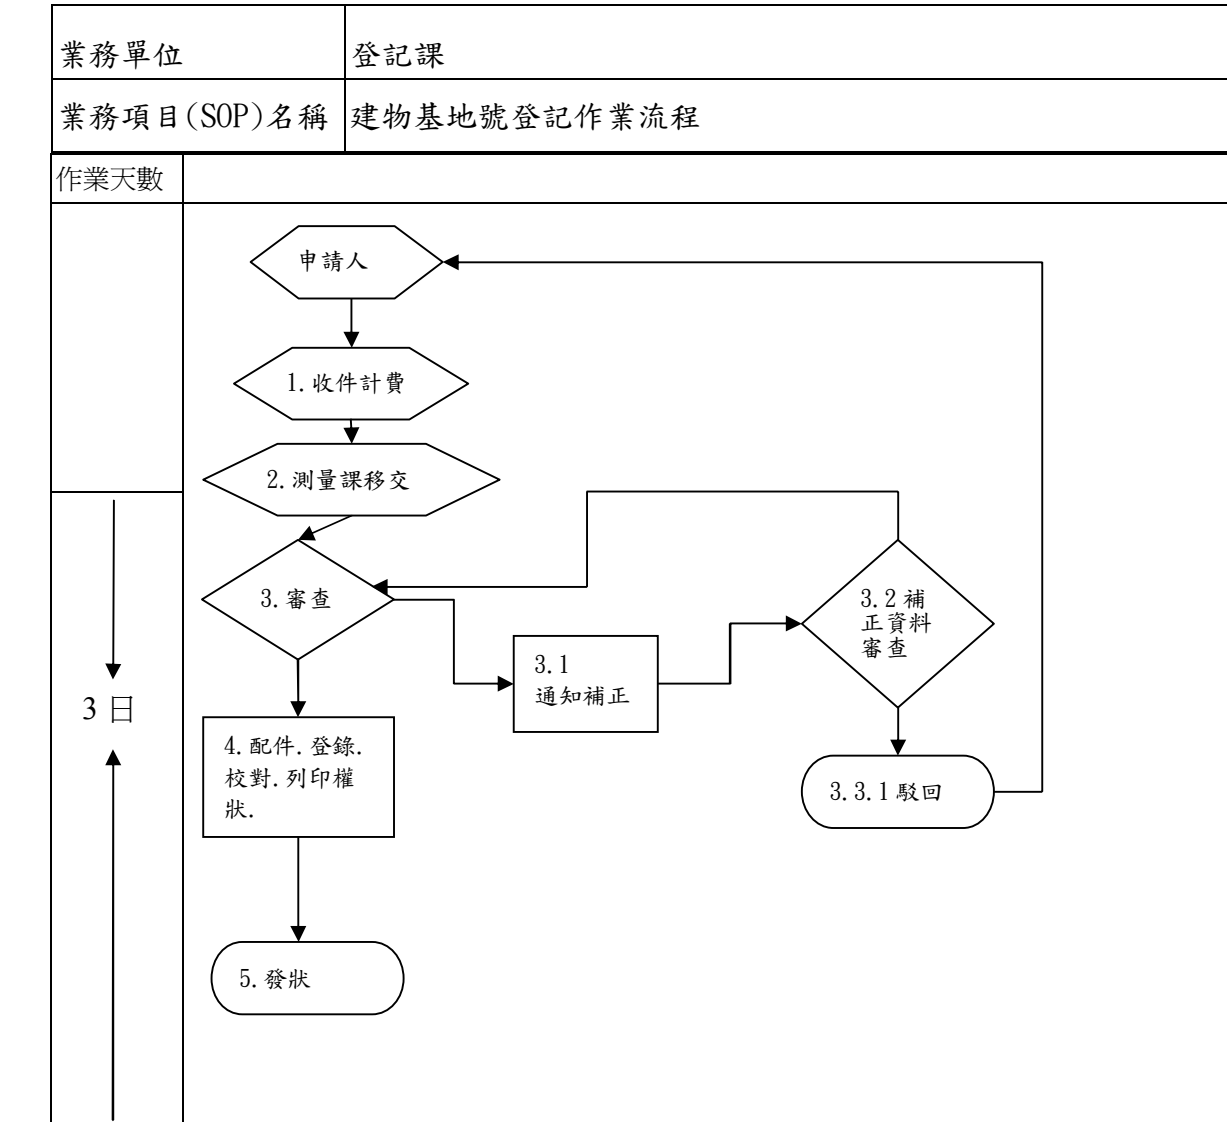 業務單位
登記課
業務項目(SOP)名稱
建物基地號登記作業流程
作業天數
申請人
1.收件計費
2.測量課移交
3.審查
3.1
通知補正
3.2補
正資料
審查
3日
4.配件.登錄.
校對.列印權
狀.
3.3.1駁回
5.發狀